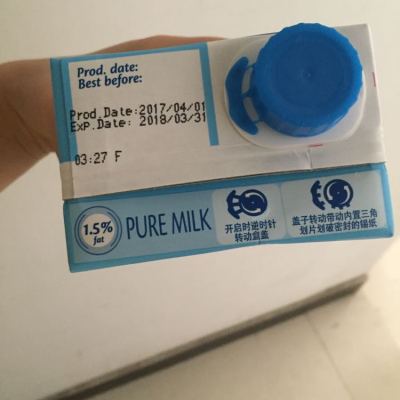 Prod. date:
Best before:
Prod.Date:2017/04/01
EXP.Date: 2018/03/31
03:27 F
1.5%
fat
PURE MILK
开启时逆时针
转动盒盖
盖子转动带动内置三角
划片划破密封的锡纸